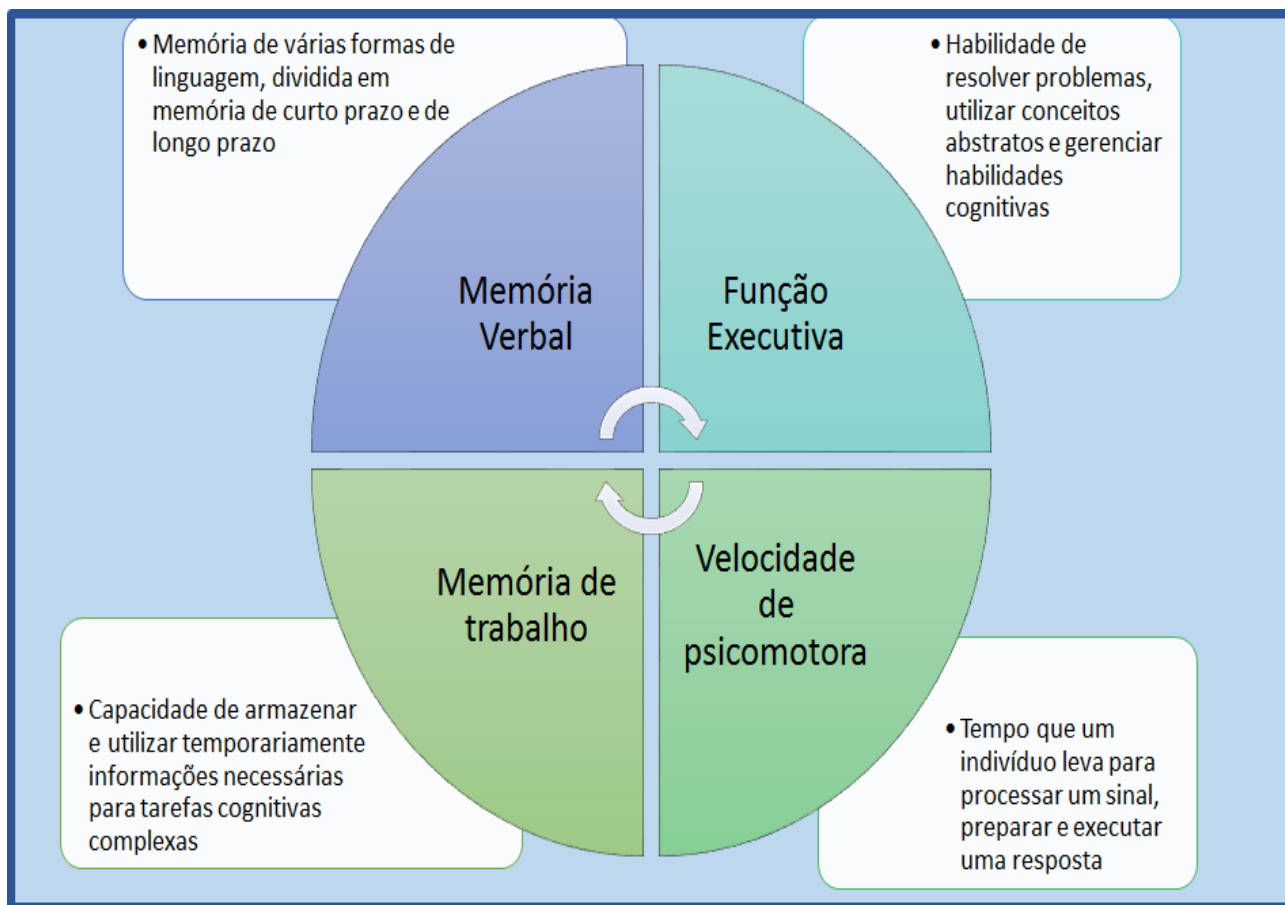 • Memória de várias formas de
linguagem, dividida em
memória de curto prazo e de
longo prazo
• Habilidade de
resolver problemas,
utilizar conceitos
abstratos e gerenciar
habilidades
cognitivas
Memória
Verbal
Função
Executiva
Memória de
trabalho
Velocidade
de
psicomotora
• Capacidade de armazenar
e utilizar temporariamente
informações necessárias
para tarefas cognitivas
complexas
• Tempo que um
indivíduo leva para
processar um sinal,
preparar e executar
uma resposta